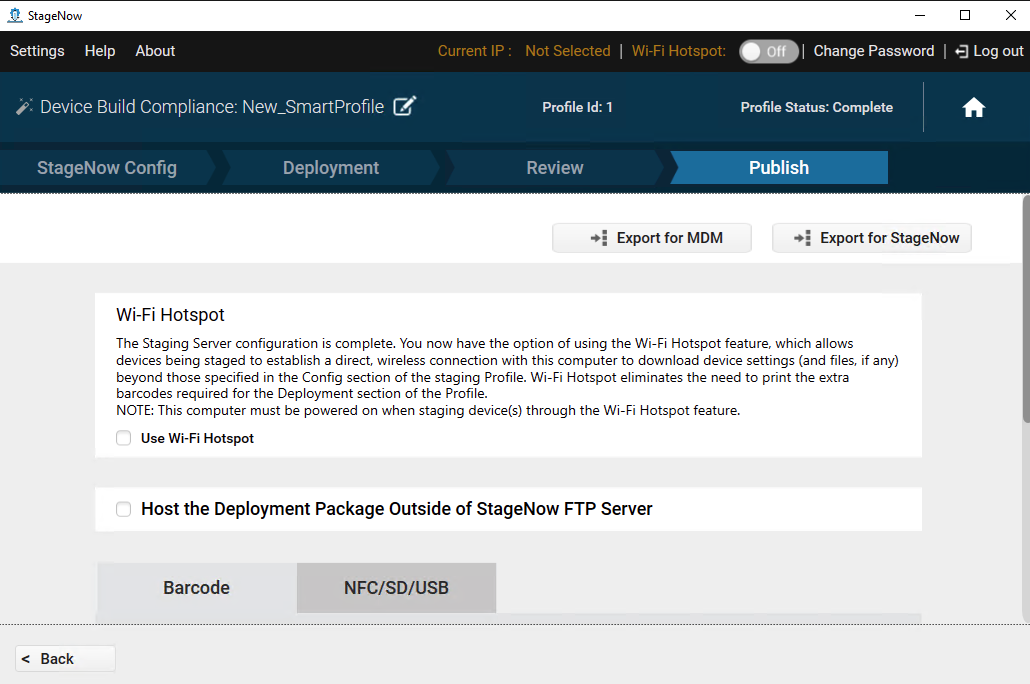 StageNow
Settings Help About Current IP : Not Selected | Wi-Fi Hotspot: Off | Change Password | Log out
Device Build Compliance: New_SmartProfile Profile Id: 1 Profile Status: Complete
StageNow Config Deployment Review Publish
Export for MDM Export for StageNow
Wi-Fi Hotspot
The Staging Server configuration is complete. You now have the option of using the Wi-Fi Hotspot feature, which allows
devices being staged to establish a direct, wireless connection with this computer to download device settings (and files, if any)
beyond those specified in the Config section of the staging Profile. Wi-Fi Hotspot eliminates the need to print the extra
barcodes required for the Deployment section of the Profile.
NOTE: This computer must be powered on when staging device(s) through the Wi-Fi Hotspot feature.
Use Wi-Fi Hotspot
Host the Deployment Package Outside of StageNow FTP Server
Barcode NFC/SD/USB
< Back